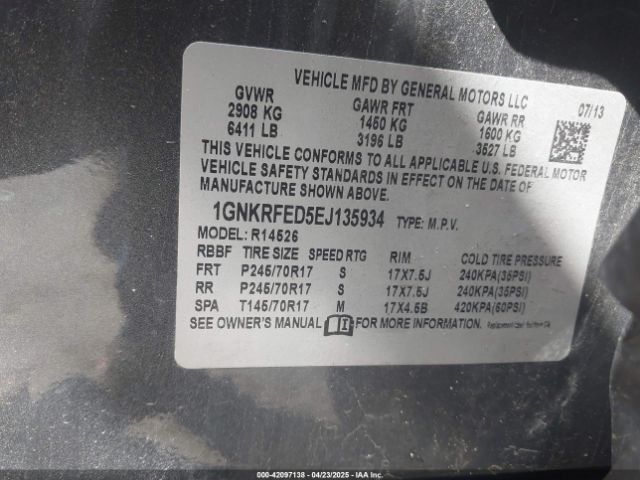 VEHICLE MFD BY GENERAL MOTORS LLC
07/13
GVWR GAWR FRT GAWR RR
2908 KG 1450 KG 1600 KG
6411 LB 3196 LB 3527 LB
THIS VEHICLE CONFORMS TO ALL APPLICABLE U.S. FEDERAL MOTOR
VEHICLE SAFETY STANDARDS IN EFFECT ON THE DATE OF
MANUFACTURE SHOWN ABOVE.
1GNKRFED5EJ135934 TYPE: M.P.V.
MODEL: R14526
RBBF TIRE SIZE SPEED RTG RIM COLD TIRE PRESSURE
FRT P245/70R17 S 17X7.5J 240KPA(35PSI)
RR P245/70R17 S 17X7.5J 240KPA(35PSI)
SPA T145/70R17 M 17X4.5B 420KPA(60PSI)
SEE OWNER'S MANUAL FOR MORE INFORMATION.
000-42097138 - 04/23/2025 - IAA Inc.